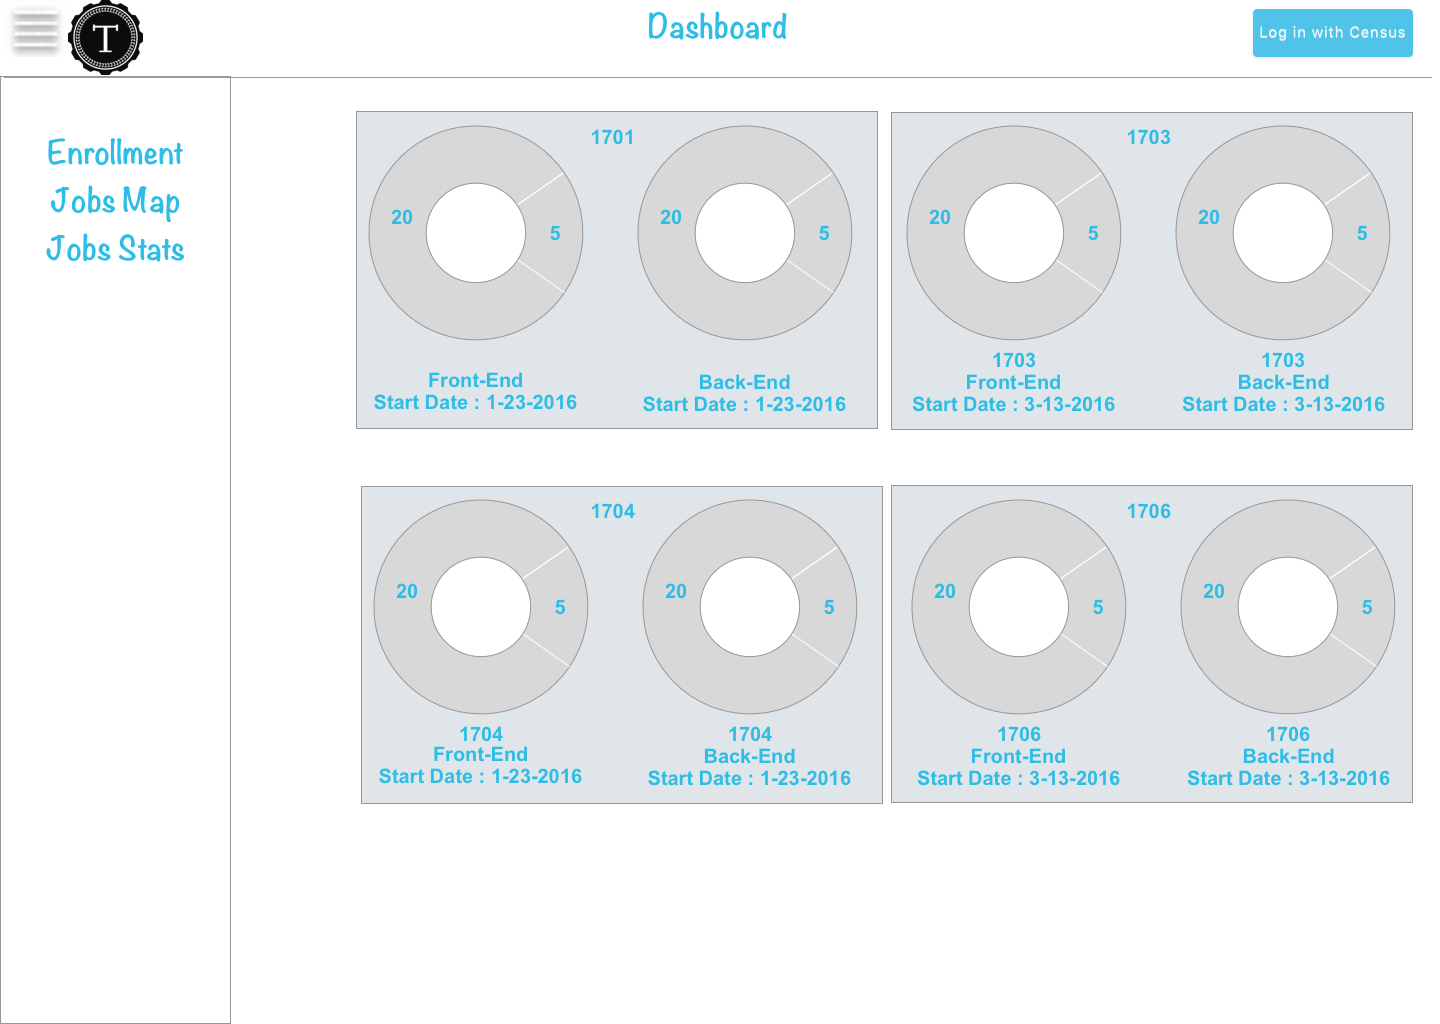 T
Dashboard
Log in with Census
Enrollment
Jobs Map
Jobs Stats
1701
20
5
20
5
Front-End
Start Date : 1-23-2016
Back-End
Start Date : 1-23-2016
1703
20
5
20
5
1703
Front-End
Start Date : 3-13-2016
1703
Back-End
Start Date : 3-13-2016
1704
20
5
20
5
1704
Front-End
Start Date : 1-23-2016
1704
Back-End
Start Date : 1-23-2016
1706
20
5
20
5
1706
Front-End
Start Date : 3-13-2016
1706
Back-End
Start Date : 3-13-2016